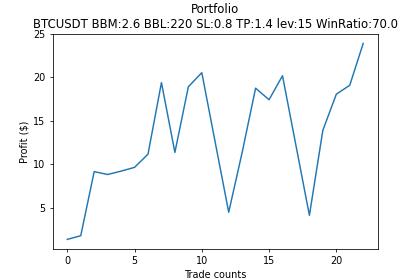 Portfolio
BTCUSDT BBM:2.6 BBL:220 SL:0.8 TP:1.4 lev:15 WinRatio:70.0
25
20
15
10
5
Profit ($)
0 5 10 15 20
Trade counts